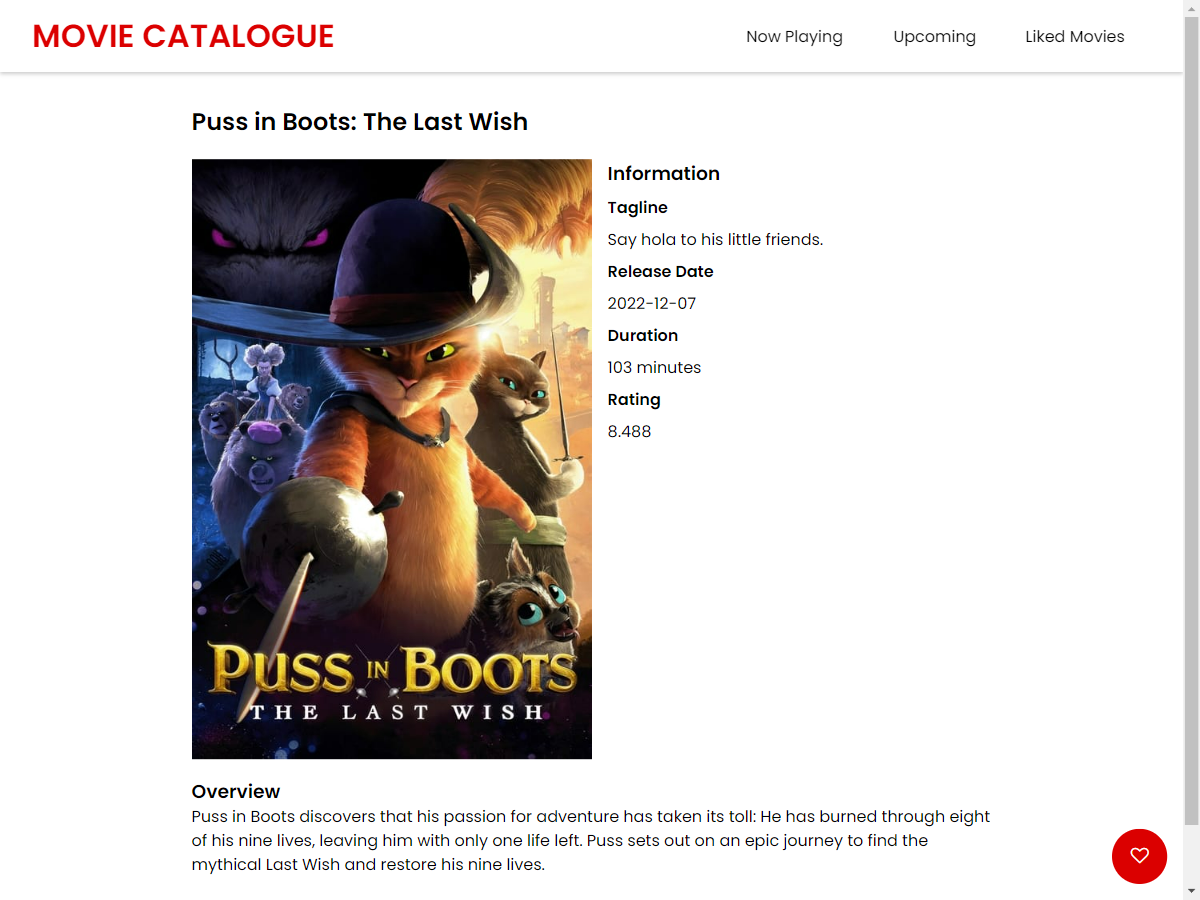 MOVIE CATALOGUE
Now Playing
Upcoming
Liked Movies
Puss in Boots: The Last Wish
PUSS IN BOOTS
THE LAST WISH
Information
Tagline
Say hola to his little friends.
Release Date
2022-12-07
Duration
103 minutes
Rating
8.488
Overview
Puss in Boots discovers that his passion for adventure has taken its toll: He has burned through eight
of his nine lives, leaving him with only one life left. Puss sets out on an epic journey to find the
mythical Last Wish and restore his nine lives.